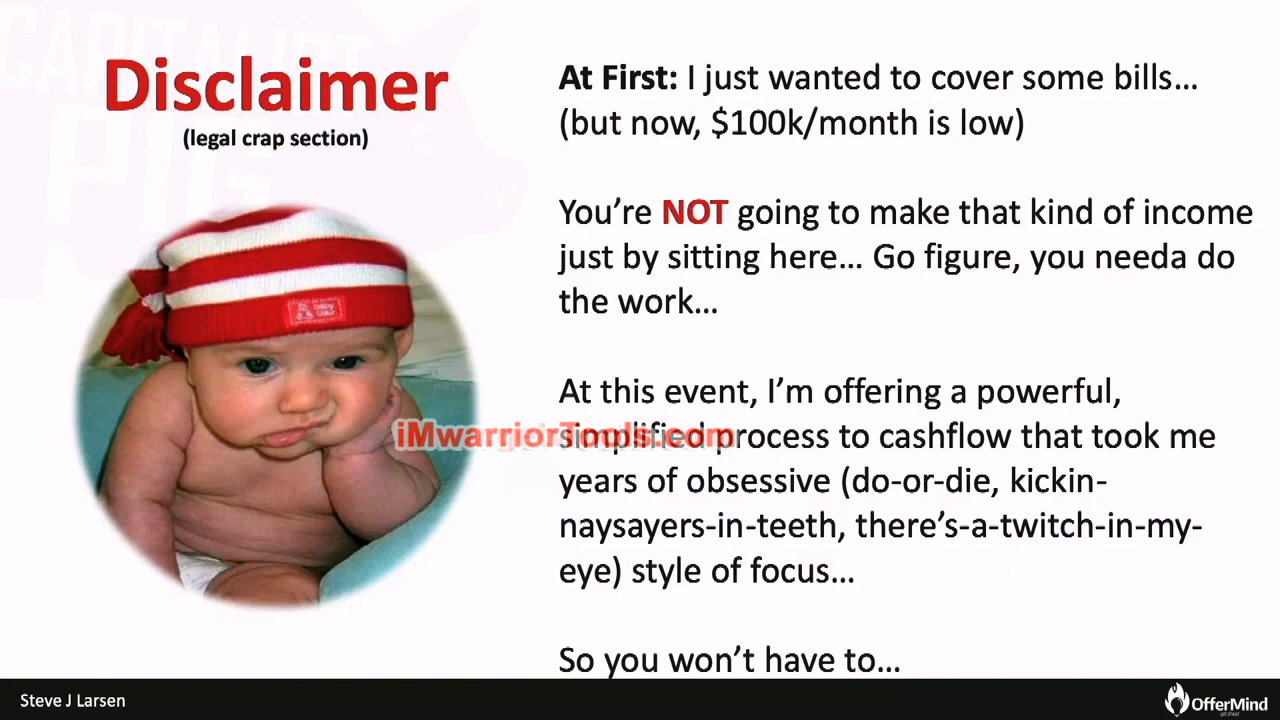 Disclaimer
(legal crap section)
CAPITALIST
PIG
baby
At First: I just wanted to cover some bills…
(but now, $100k/month is low)
You’re NOT going to make that kind of income
just by sitting here… Go figure, you needa do
the work…
At this event, I’m offering a powerful,
simplified process to cashflow that took me
iMwarriorTools.com
years of obsessive (do-or-die, kickin-
naysayers-in-teeth, there’s-a-twitch-in-my-
eye) style of focus…
So you won’t have to…
Steve J Larsen
OfferMind